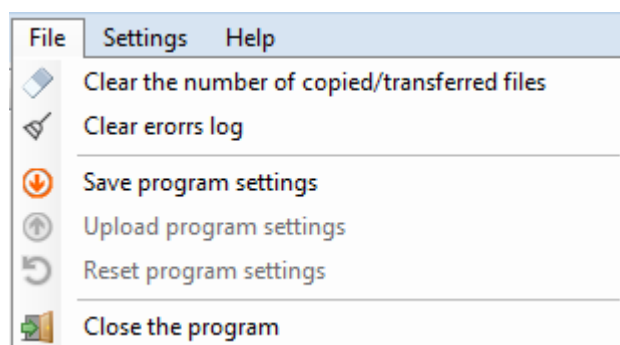 File Settings Help
Clear the number of copied/transferred files
Clear erorrs log
Save program settings
Upload program settings
Reset program settings
Close the program